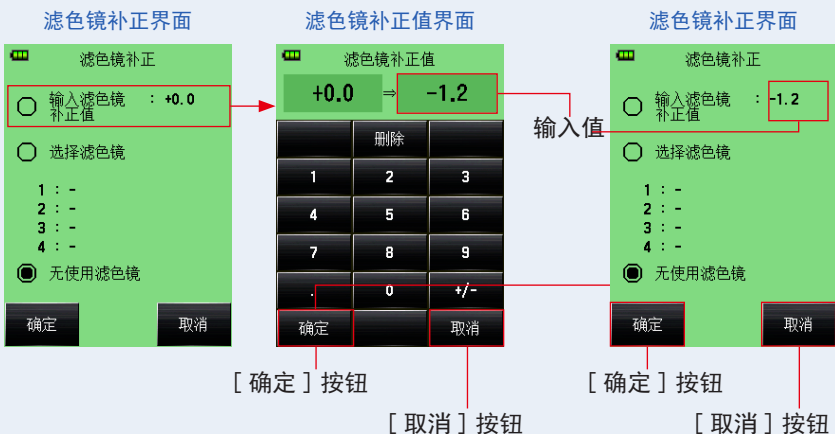 滤色镜补正界面
滤色镜补正
输入滤色镜 : +0.0
补正值
选择滤色镜
1 : -
2 : -
3 : -
4 : -
无使用滤色镜
确定 取消
滤色镜补正值界面
滤色镜补正值
+0.0 ⇒ -1.2
删除
1 2 3
4 5 6
7 8 9
. 0 +/-
确定 取消
[ 确定 ] 按钮
[ 取消 ] 按钮
输入值
滤色镜补正界面
滤色镜补正
输入滤色镜 : -1.2
补正值
选择滤色镜
1 : -
2 : -
3 : -
4 : -
无使用滤色镜
确定 取消
[ 确定 ] 按钮
[ 取消 ] 按钮